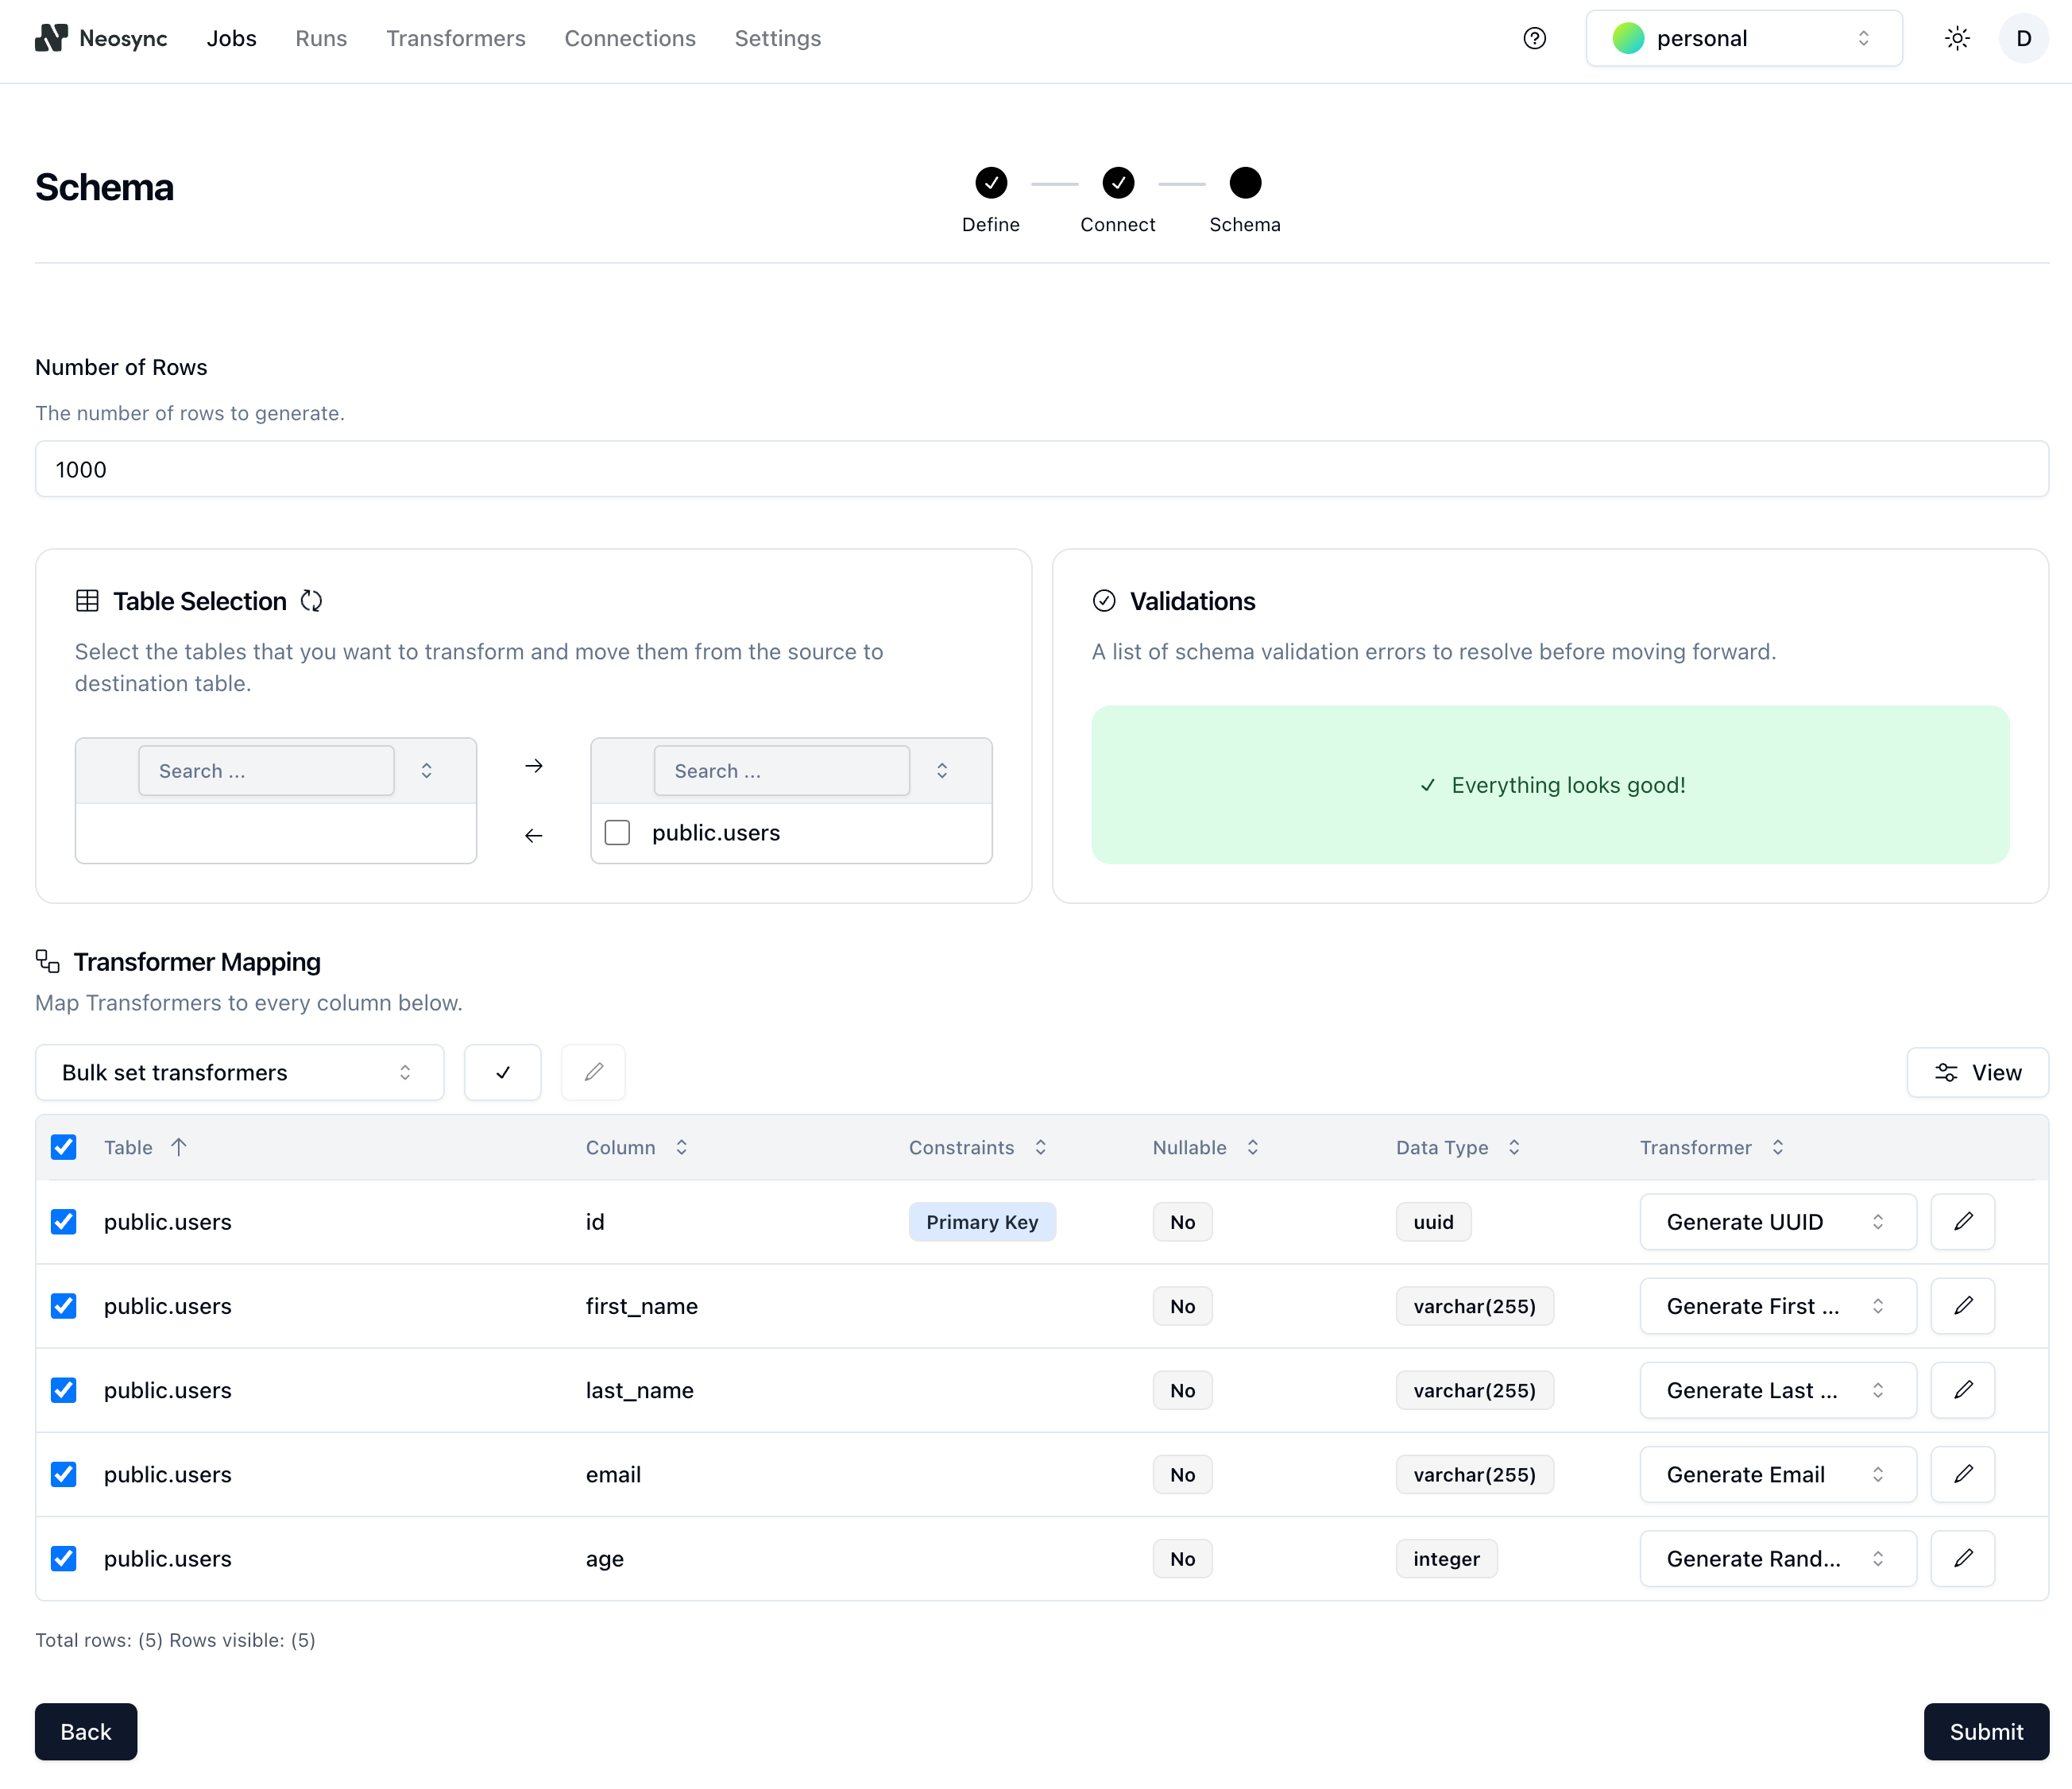 Neosync
Jobs
Runs
Transformers
Connections
Settings
personal
D
Schema
Define
Connect
Schema
Number of Rows
The number of rows to generate.
1000
Table Selection
Select the tables that you want to transform and move them from the source to
destination table.
Search ...
Search ...
public.users
Validations
A list of schema validation errors to resolve before moving forward.
Everything looks good!
Transformer Mapping
Map Transformers to every column below.
Bulk set transformers
View
Table Column Constraints Nullable Data Type Transformer
public.users id Primary Key No uuid Generate UUID
public.users first_name No varchar(255) Generate First ...
public.users last_name No varchar(255) Generate Last ...
public.users email No varchar(255) Generate Email
public.users age No integer Generate Rand...
Total rows: (5) Rows visible: (5)
Back
Submit